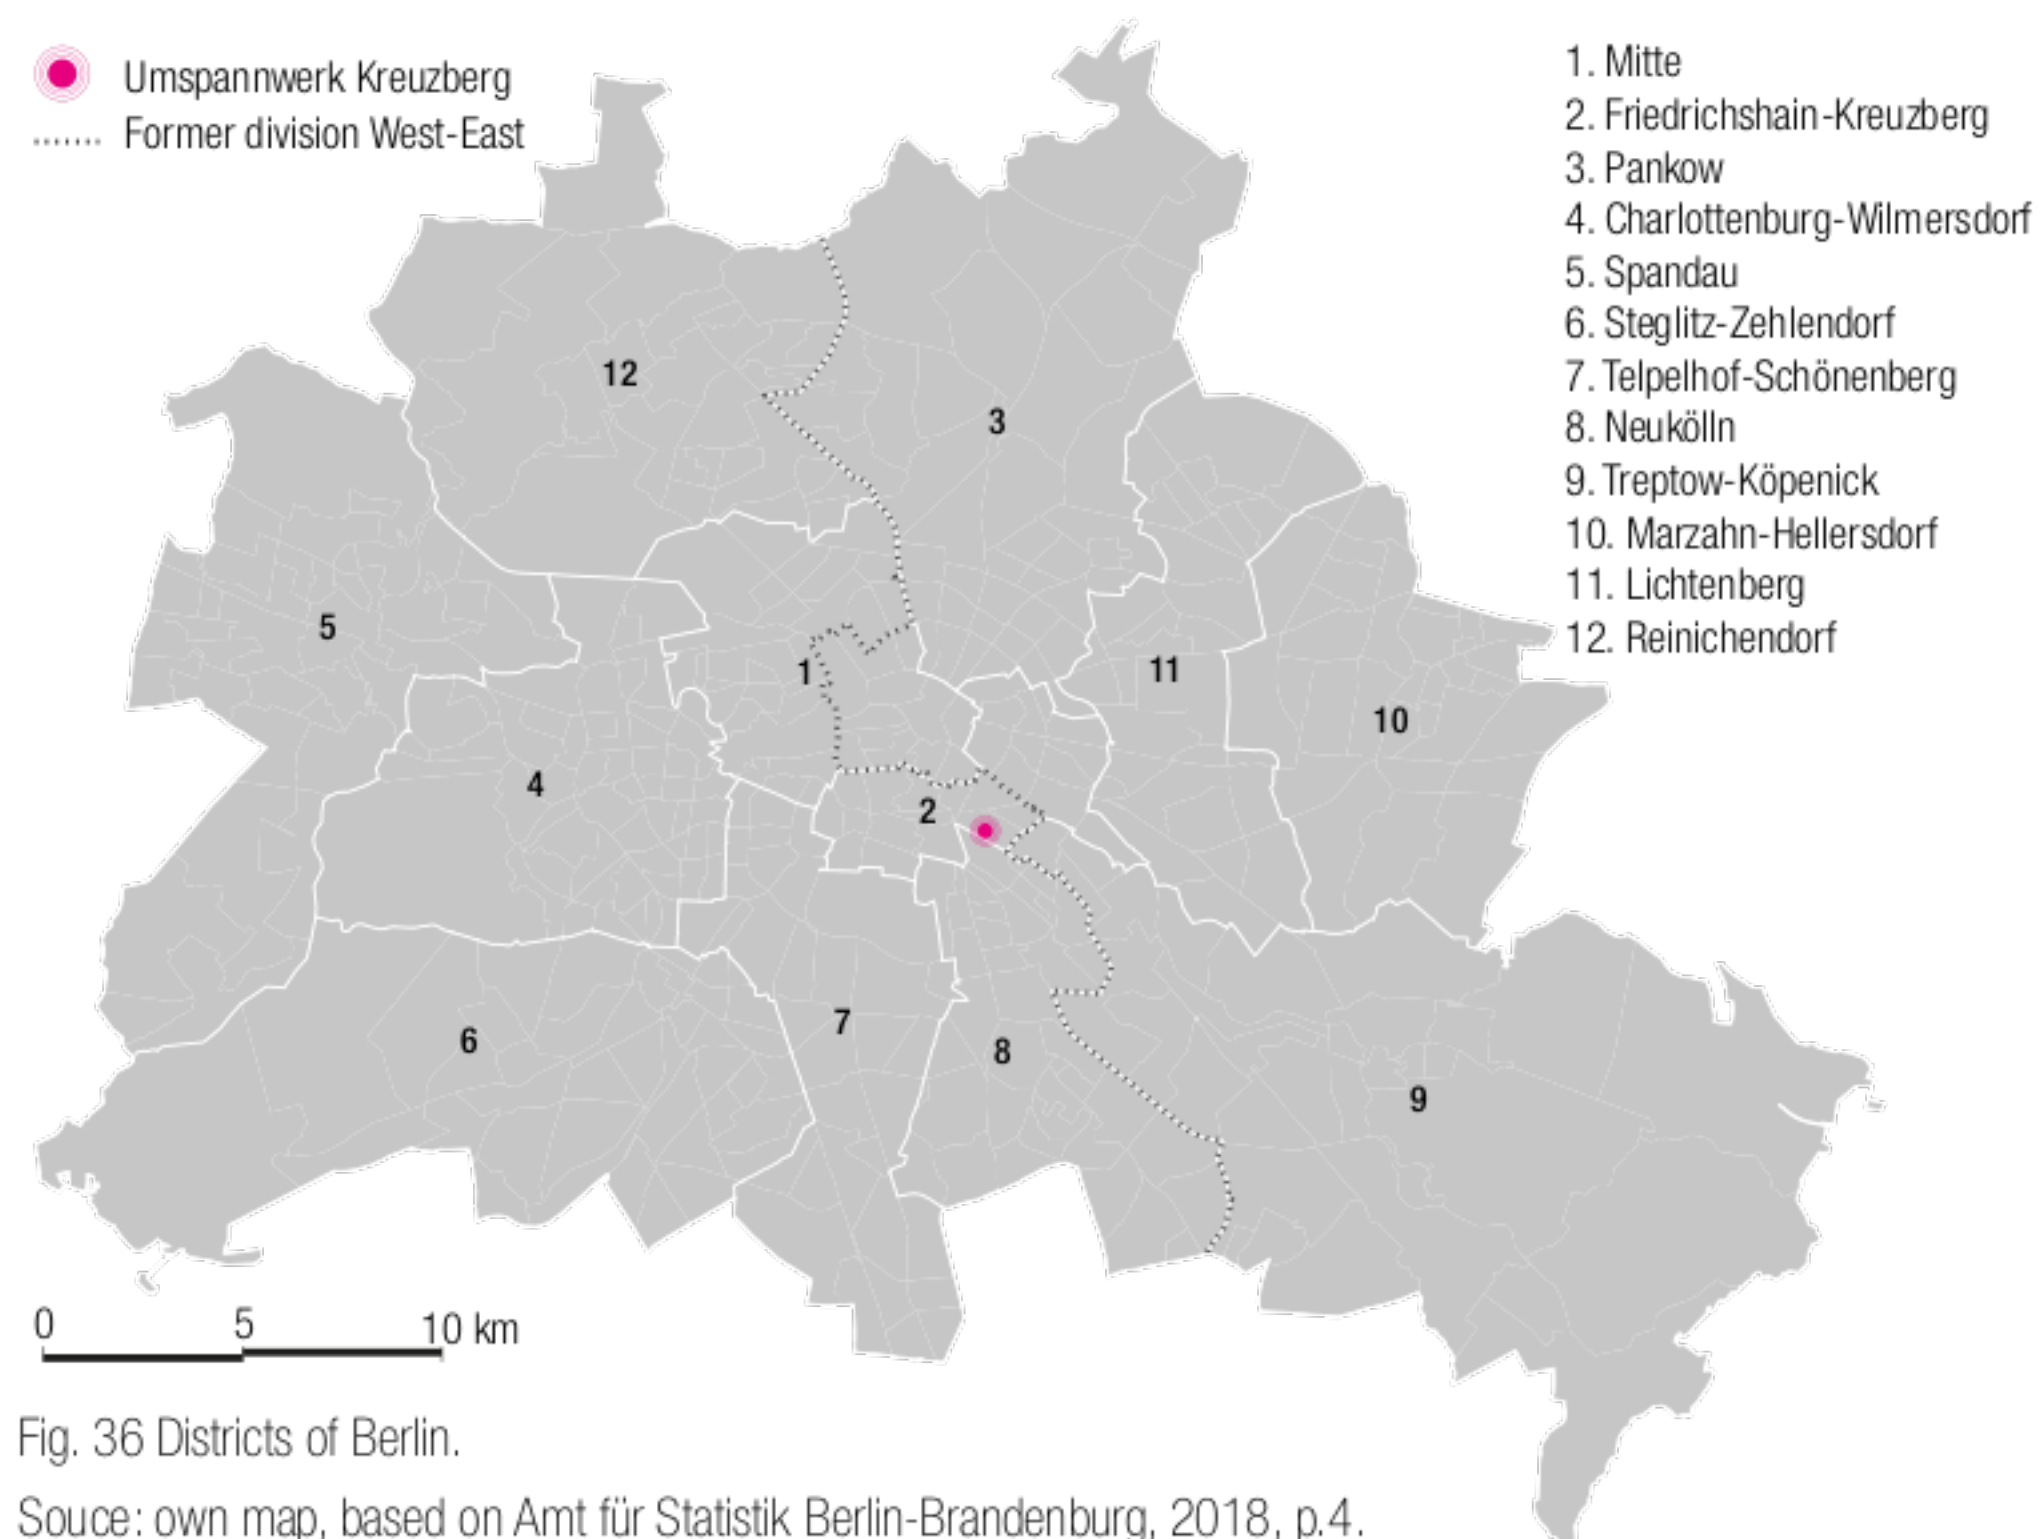 Umspannwerk Kreuzberg
Former division West-East
1. Mitte
2. Friedrichshain-Kreuzberg
3. Pankow
4. Charlottenburg-Wilmersdorf
5. Spandau
6. Steglitz-Zehlendorf
7. Telpelhof-Schönenberg
8. Neukölln
9. Treptow-Köpenick
10. Marzahn-Hellersdorf
11. Lichtenberg
12. Reinichendorf
12
3
5
1
11
10
4
2
7
6
8
9
0 5 10 km
Fig. 36 Districts of Berlin.
Souce: own map, based on Amt für Statistik Berlin-Brandenburg, 2018, p.4.